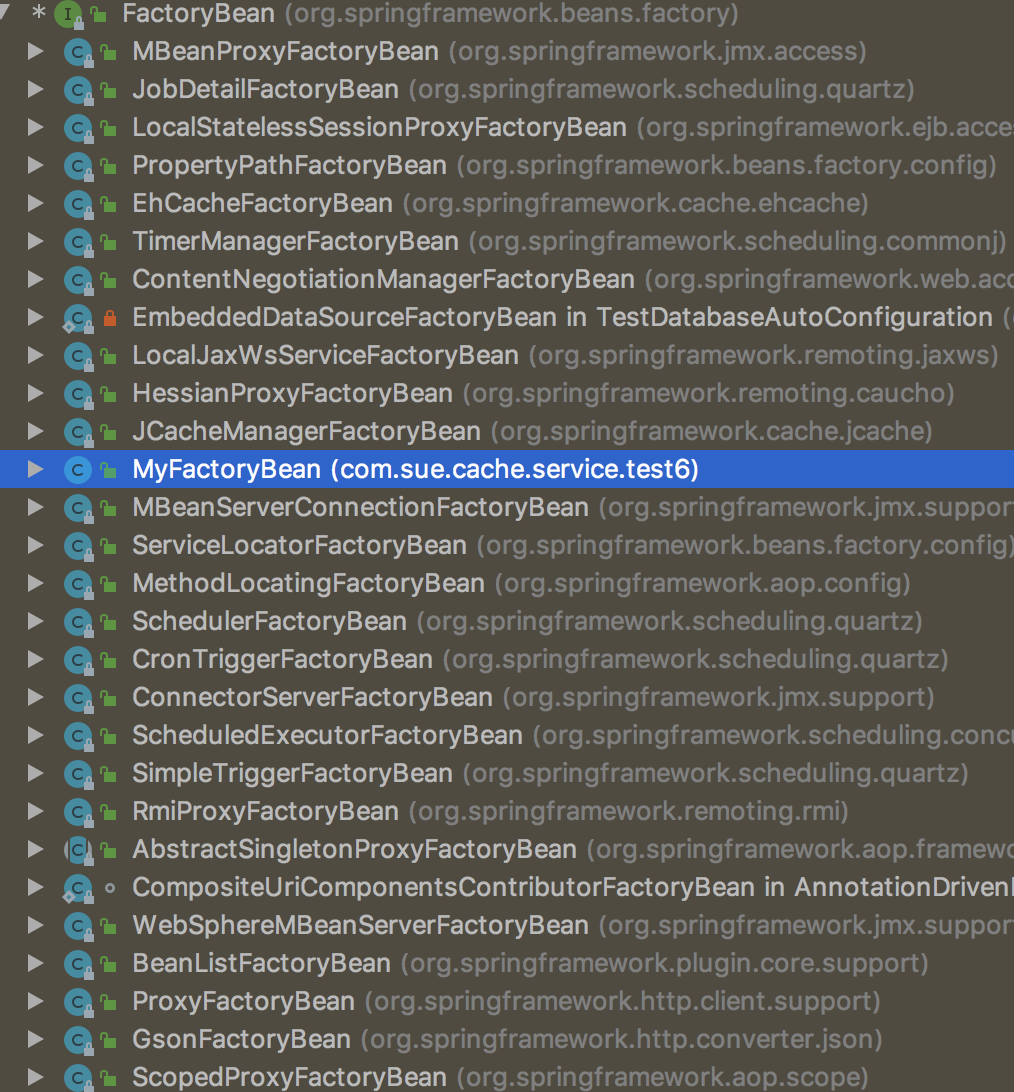 * I FactoryBean (org.springframework.beans.factory)
C MBeanProxyFactoryBean (org.springframework.jmx.access)
C JobDetailFactoryBean (org.springframework.scheduling.quartz)
C LocalStatelessSessionProxyFactoryBean (org.springframework.ejb.acce
C PropertyPathFactoryBean (org.springframework.beans.factory.config)
C EhCacheFactoryBean (org.springframework.cache.ehcache)
C TimerManagerFactoryBean (org.springframework.scheduling.commonj)
C ContentNegotiationManagerFactoryBean (org.springframework.web.acc
C EmbeddedDataSourceFactoryBean in TestDatabaseAutoConfiguration (
C LocalJaxWsServiceFactoryBean (org.springframework.remoting.jaxws)
C HessianProxyFactoryBean (org.springframework.remoting.caucho)
C JCacheManagerFactoryBean (org.springframework.cache.jcache)
C MyFactoryBean (com.sue.cache.service.test6)
C MBeanServerConnectionFactoryBean (org.springframework.jmx.suppor
C ServiceLocatorFactoryBean (org.springframework.beans.factory.config)
C MethodLocatingFactoryBean (org.springframework.aop.config)
C SchedulerFactoryBean (org.springframework.scheduling.quartz)
C CronTriggerFactoryBean (org.springframework.scheduling.quartz)
C ConnectorServerFactoryBean (org.springframework.jmx.support)
C ScheduledExecutorFactoryBean (org.springframework.scheduling.conc
C SimpleTriggerFactoryBean (org.springframework.scheduling.quartz)
C RmiProxyFactoryBean (org.springframework.remoting.rmi)
C AbstractSingletonProxyFactoryBean (org.springframework.aop.framewo
C CompositeUriComponentsContributorFactoryBean in AnnotationDriven
C WebSphereMBeanServerFactoryBean (org.springframework.jmx.suppor
C BeanListFactoryBean (org.springframework.plugin.core.support)
C ProxyFactoryBean (org.springframework.http.client.support)
C GsonFactoryBean (org.springframework.http.converter.json)
C ScopedProxyFactoryBean (org.springframework.aop.scope)